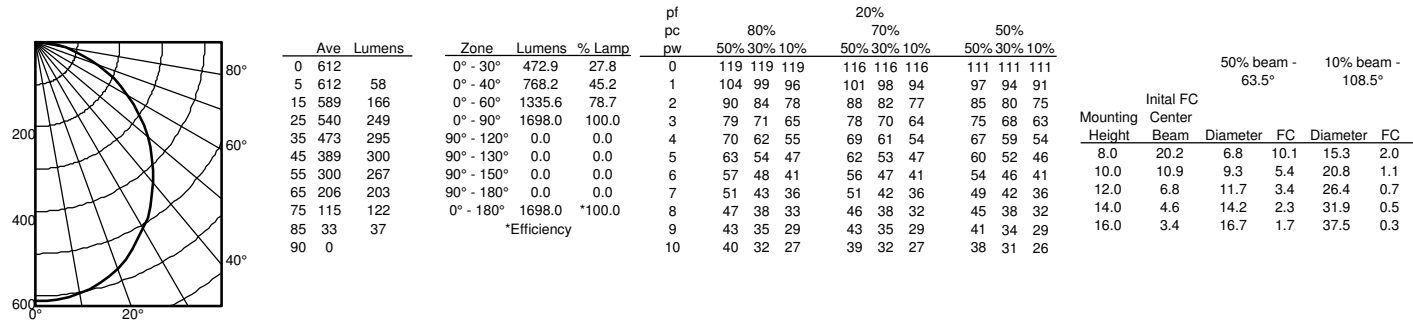 80°
60°
40°
200
400
600
0° 20°
Ave Lumens
0 612
5 612 58
15 589 166
25 540 249
35 473 295
45 389 300
55 300 267
65 206 203
75 115 122
85 33 37
90 0
Zone Lumens % Lamp
0° - 30° 472.9 27.8
0° - 40° 768.2 45.2
0° - 60° 1335.6 78.7
0° - 90° 1698.0 100.0
90° - 120° 0.0 0.0
90° - 130° 0.0 0.0
90° - 150° 0.0 0.0
90° - 180° 0.0 0.0
0° - 180° 1698.0 *100.0
*Efficiency
pf 20%
pc 80% 70% 50%
pw 50% 30% 10% 50% 30% 10% 50% 30% 10%
0 119 119 119 116 116 116 111 111 111
1 104 99 96 101 98 94 97 94 91
2 90 84 78 88 82 77 85 80 75
3 79 71 65 78 70 64 75 68 63
4 70 62 55 69 61 54 67 59 54
5 63 54 47 62 53 47 60 52 46
6 57 48 41 56 47 41 54 46 41
7 51 43 36 51 42 36 49 42 36
8 47 38 33 46 38 32 45 38 32
9 43 35 29 43 35 29 41 34 29
10 40 32 27 39 32 27 38 31 26
50% beam - 10% beam -
63.5° 108.5°
Inital FC
Mounting Center
Height Beam Diameter FC Diameter FC
8.0 20.2 6.8 10.1 15.3 2.0
10.0 10.9 9.3 5.4 20.8 1.1
12.0 6.8 11.7 3.4 26.4 0.7
14.0 4.6 14.2 2.3 31.9 0.5
16.0 3.4 16.7 1.7 37.5 0.3